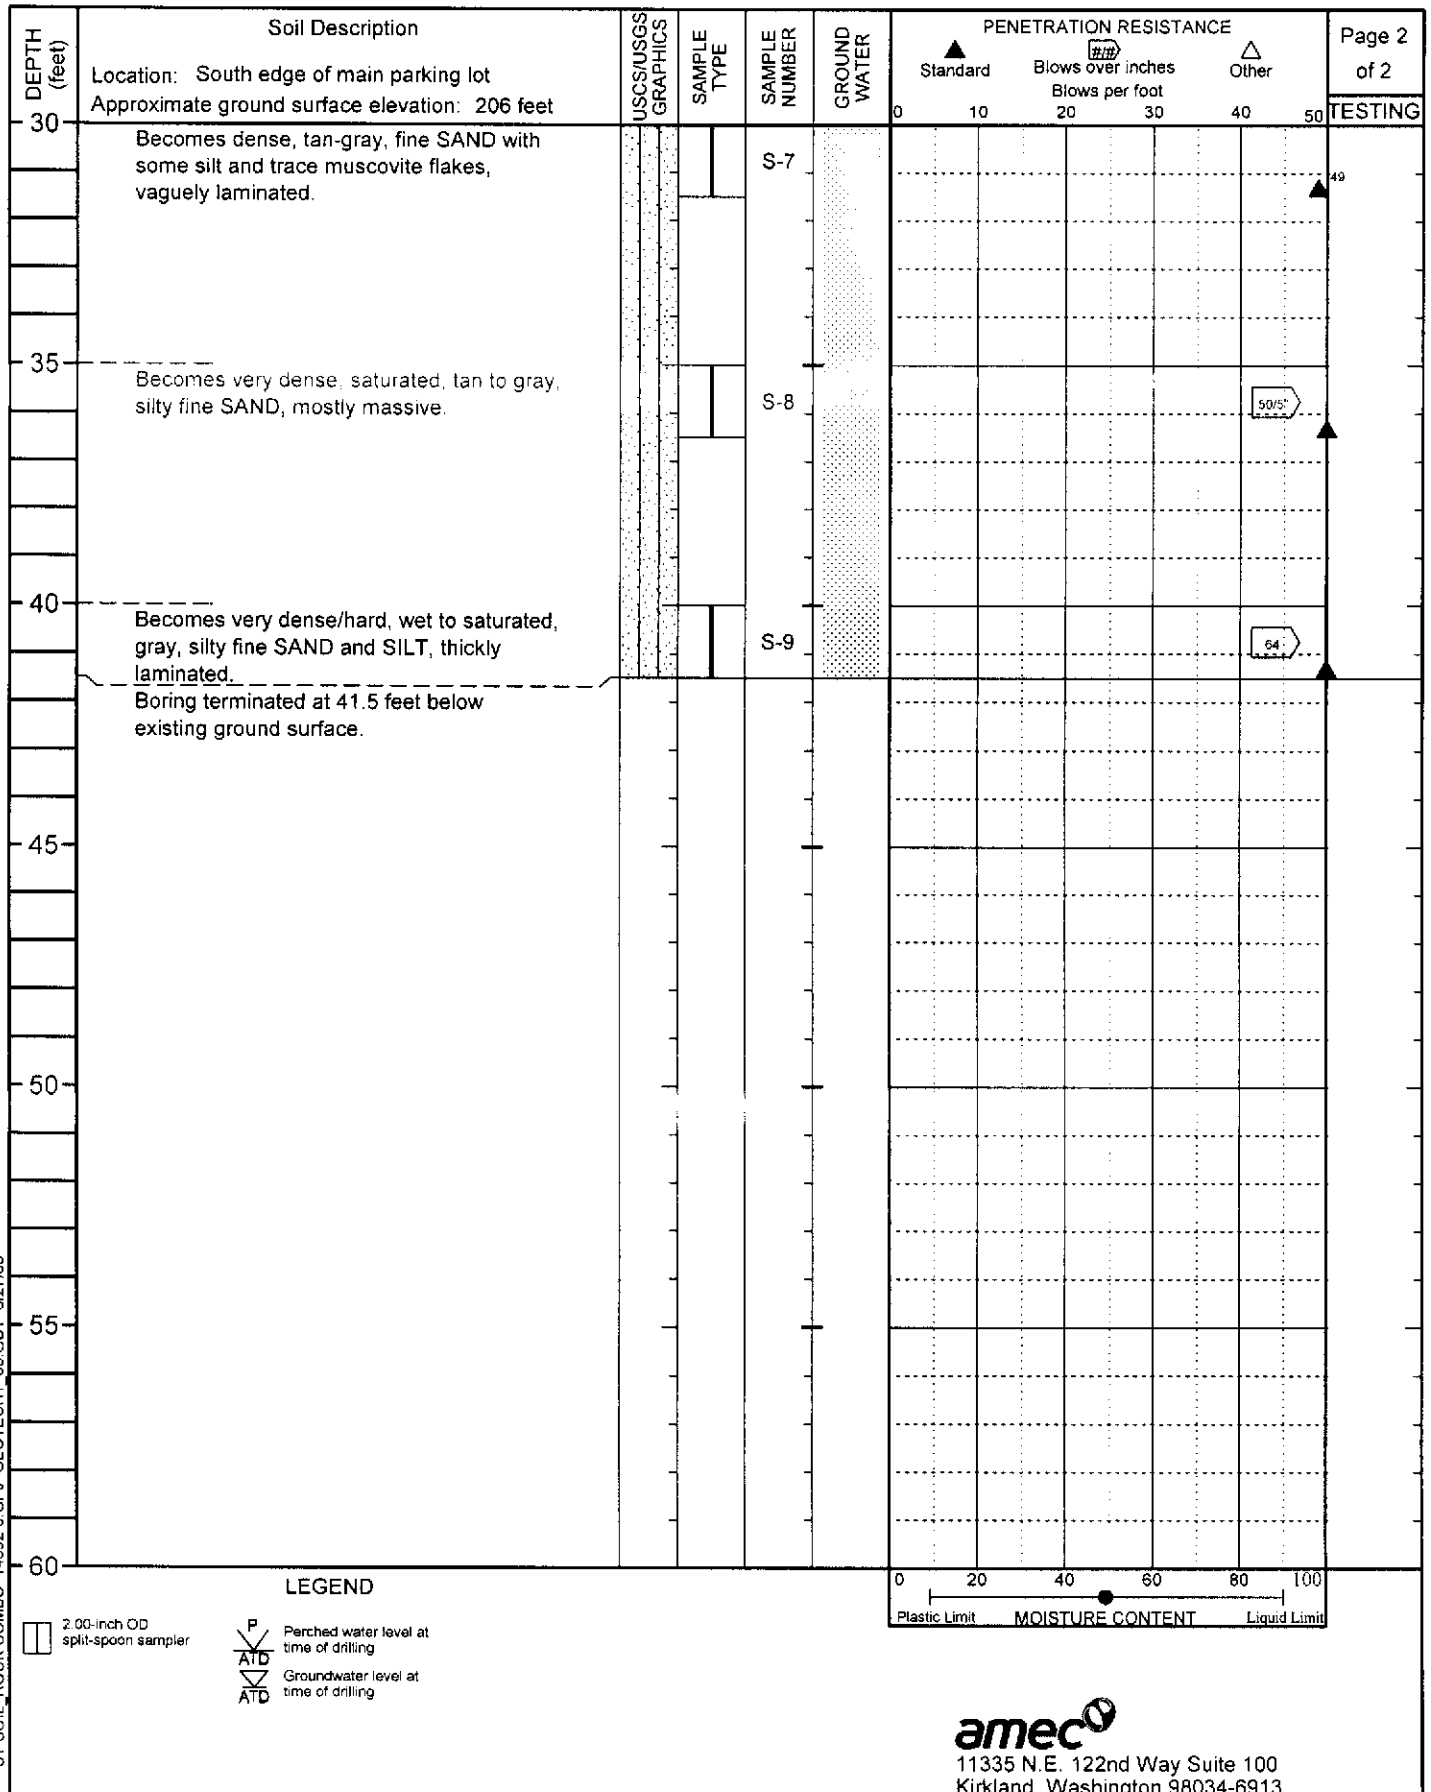 DEPTH
(feet)
Soil Description
Location: South edge of main parking lot
Approximate ground surface elevation: 206 feet
USCS/USGS
GRAPHICS
SAMPLE
TYPE
SAMPLE
NUMBER
GROUND
WATER
PENETRATION RESISTANCE
Standard
#/#
Blows over inches
Other
Blows per foot
0 10 20 30 40 50
Page 2
of 2
TESTING
30
Becomes dense, tan-gray, fine SAND with
some silt and trace muscovite flakes,
vaguely laminated.
S-7
49
35
Becomes very dense, saturated, tan to gray,
silty fine SAND, mostly massive.
S-8
50/5"
40
Becomes very dense/hard, wet to saturated,
gray, silty fine SAND and SILT, thickly
laminated.
S-9
64
Boring terminated at 41.5 feet below
existing ground surface.
45
50
55
60
LEGEND
0 20 40 60 80 100
Plastic Limit MOISTURE CONTENT Liquid Limit
2.00-inch OD
split-spoon sampler
P
ATD
Perched water level at
time of drilling
ATD
Groundwater level at
time of drilling
amec
11335 N.E. 122nd Way Suite 100
Kirkland, Washington 98034-6913